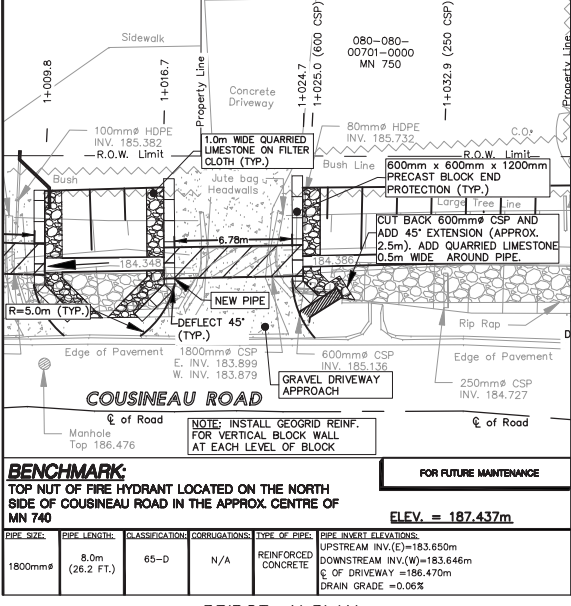 Sidewalk
1+009.8
1+016.7
Property Line
1+024.7
1+025.0 (600 CSP)
1+032.9 (250 CSP)
Property Line
080-080-
00701-0000
MN 750
Concrete
Driveway
100mmø HDPE
INV. 185.382
R.O.W. Limit
1.0m WIDE QUARRIED
LIMESTONE ON FILTER
CLOTH (TYP.)
80mmø HDPE
INV. 185.732
C.O.
R.O.W. Limit
Bush
Jute bag
Headwalls
Bush Line
600mm x 600mm x 1200mm
PRECAST BLOCK END
PROTECTION (TYP.)
Large Tree Line
CUT BACK 600mmø CSP AND
ADD 45° EXTENSION (APPROX.
2.5m). ADD QUARRIED LIMESTONE
0.5m WIDE AROUND PIPE.
6.78m
184.348
184.386
NEW PIPE
R=5.0m (TYP.)
DEFLECT 45°
(TYP.)
Rip Rap
D
Edge of Pavement
1800mmø CSP
E. INV. 183.899
W. INV. 183.879
600mmø CSP
INV. 185.136
Edge of Pavement
GRAVEL DRIVEWAY
APPROACH
250mmø CSP
INV. 184.727
COUSINEAU ROAD
℄ of Road
℄ of Road
Manhole
Top 186.476
NOTE: INSTALL GEOGRID REINF.
FOR VERTICAL BLOCK WALL
AT EACH LEVEL OF BLOCK
BENCHMARK:
TOP NUT OF FIRE HYDRANT LOCATED ON THE NORTH
SIDE OF COUSINEAU ROAD IN THE APPROX. CENTRE OF
MN 740
FOR FUTURE MAINTENANCE
ELEV. = 187.437m
PIPE SIZE:
1800mmø
PIPE LENGTH:
8.0m
(26.2 FT.)
CLASSIFICATION:
65-D
CORRUGATIONS:
N/A
TYPE OF PIPE:
REINFORCED
CONCRETE
PIPE INVERT ELEVATIONS:
UPSTREAM INV.(E)=183.650m
DOWNSTREAM INV.(W)=183.646m
℄ OF DRIVEWAY =186.470m
DRAIN GRADE =0.06%